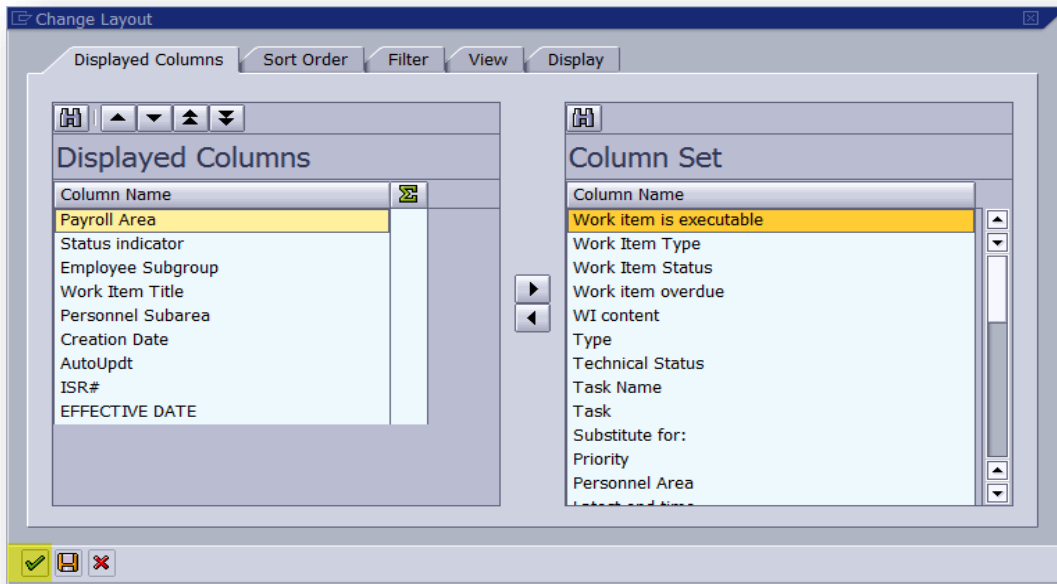 Change Layout
Displayed Columns
Sort Order
Filter
View
Display
Displayed Columns
Column Name
Payroll Area
Status indicator
Employee Subgroup
Work Item Title
Personnel Subarea
Creation Date
AutoUpdt
ISR#
EFFECTIVE DATE
Column Set
Column Name
Work item is executable
Work Item Type
Work Item Status
Work item overdue
WI content
Type
Technical Status
Task Name
Task
Substitute for:
Priority
Personnel Area
Latest end time